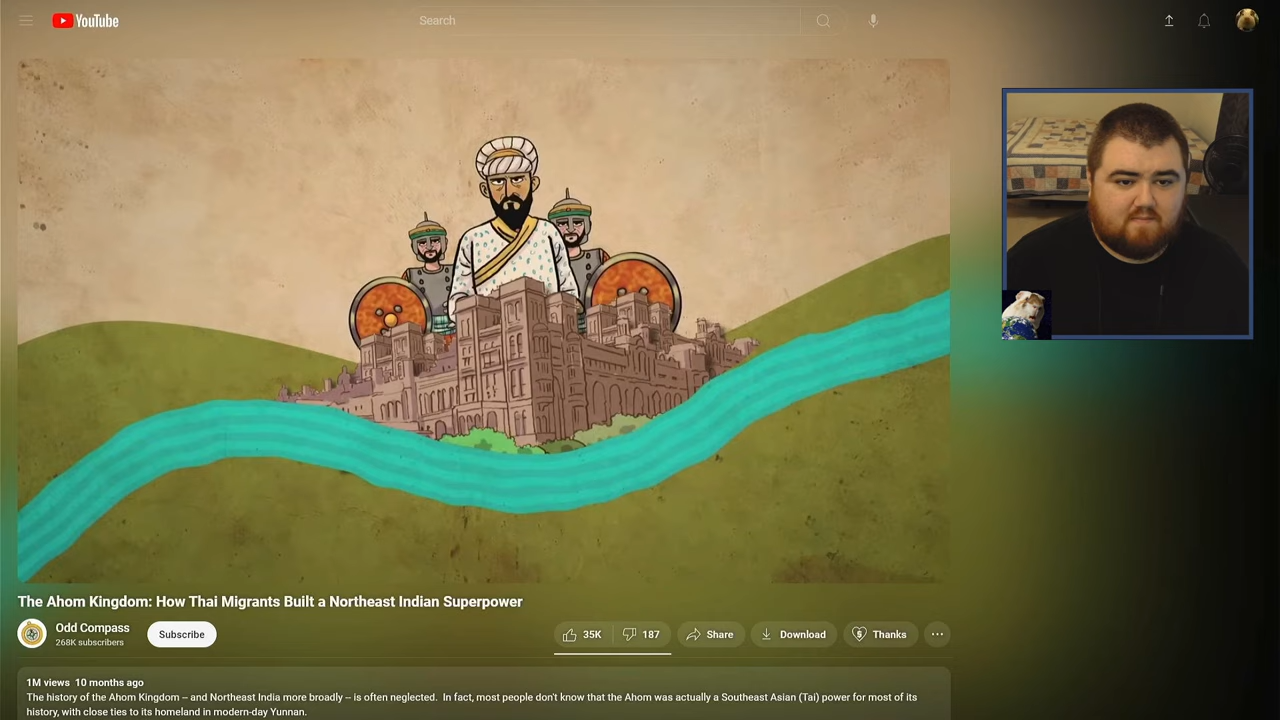 YouTube
Search
The Ahom Kingdom: How Thai Migrants Built a Northeast Indian Superpower
Odd Compass
268K subscribers
Subscribe
35K
187
Share
Download
Thanks
1M views 10 months ago
The history of the Ahom Kingdom – and Northeast India more broadly – is often neglected. In fact, most people don't know that the Ahom was actually a Southeast Asian (Tai) power for most of its
history, with close ties to its homeland in modern-day Yunnan.